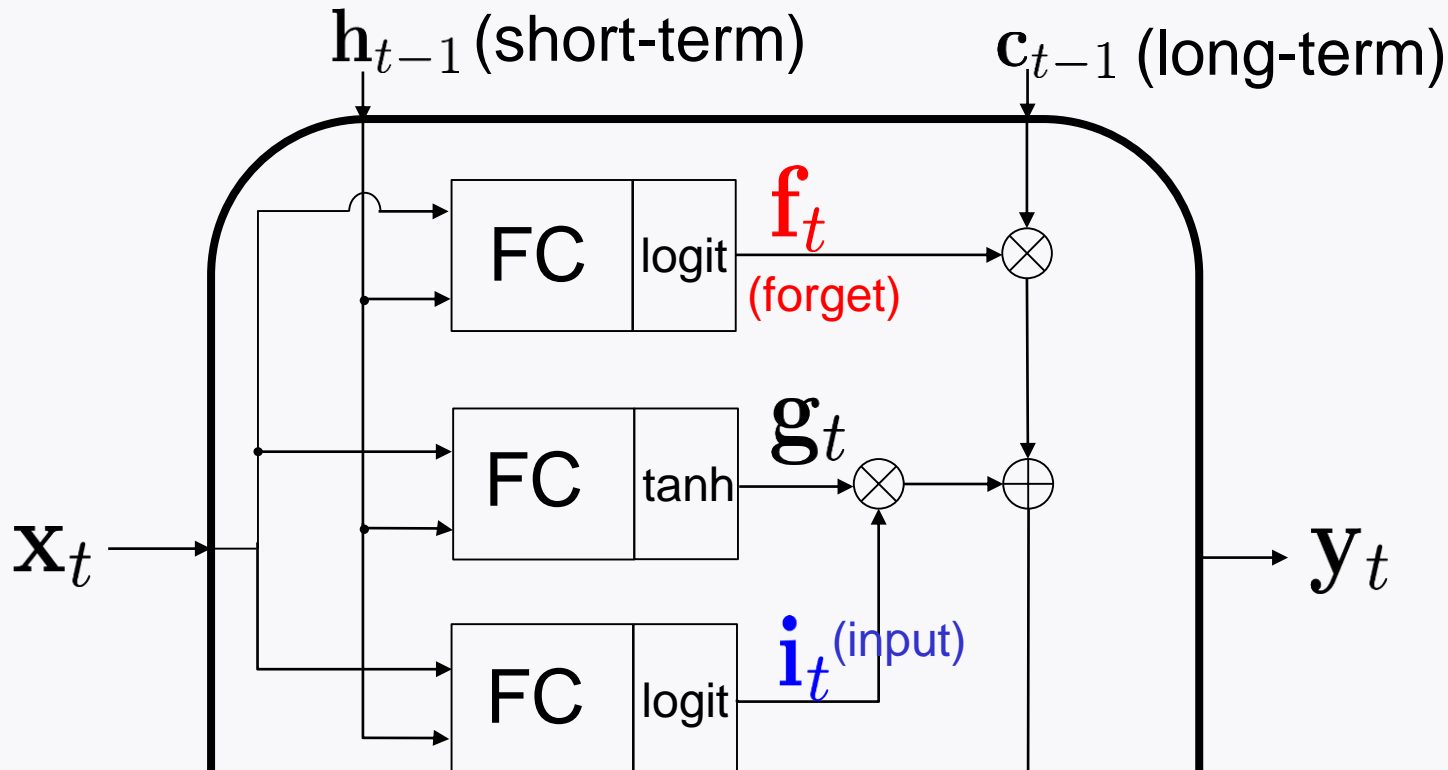 h_{t−1} (short-term)
c_{t−1} (long-term)
FC
logit
f_t
(forget)
FC
tanh
g_t
x_t
y_t
FC
logit
i_t (input)